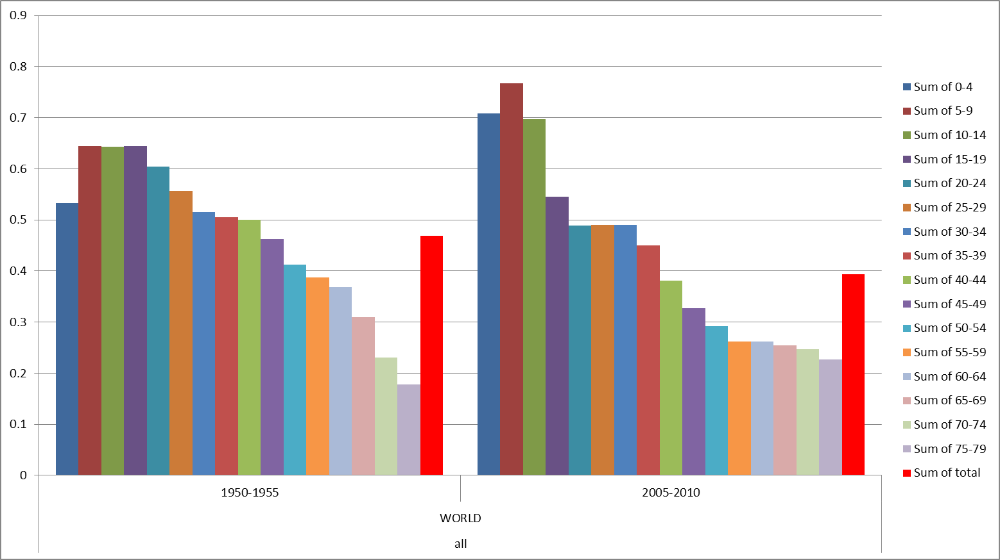 0.9
0.8
0.7
0.6
0.5
0.4
0.3
0.2
0.1
0
1950-1955
2005-2010
WORLD
all
Sum of 0-4
Sum of 5-9
Sum of 10-14
Sum of 15-19
Sum of 20-24
Sum of 25-29
Sum of 30-34
Sum of 35-39
Sum of 40-44
Sum of 45-49
Sum of 50-54
Sum of 55-59
Sum of 60-64
Sum of 65-69
Sum of 70-74
Sum of 75-79
Sum of total